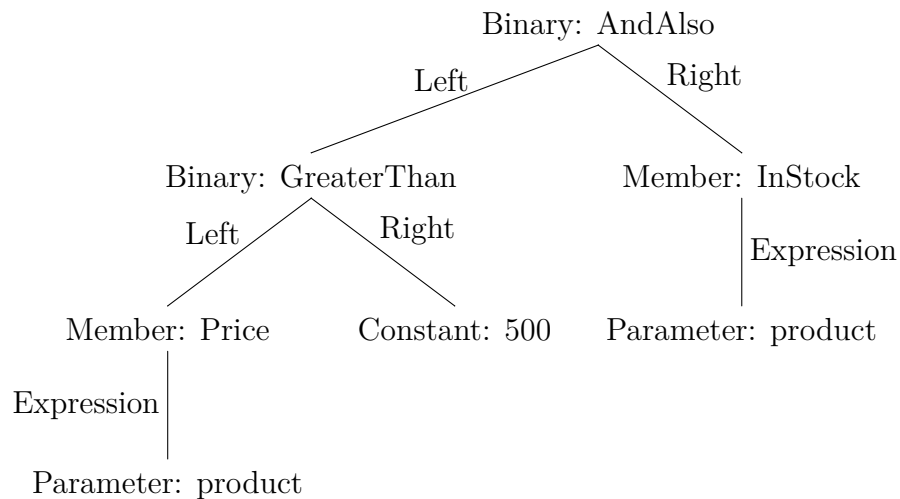 Binary: AndAlso
Left
Right
Binary: GreaterThan
Member: InStock
Left
Right
Expression
Member: Price
Constant: 500
Parameter: product
Expression
Parameter: product